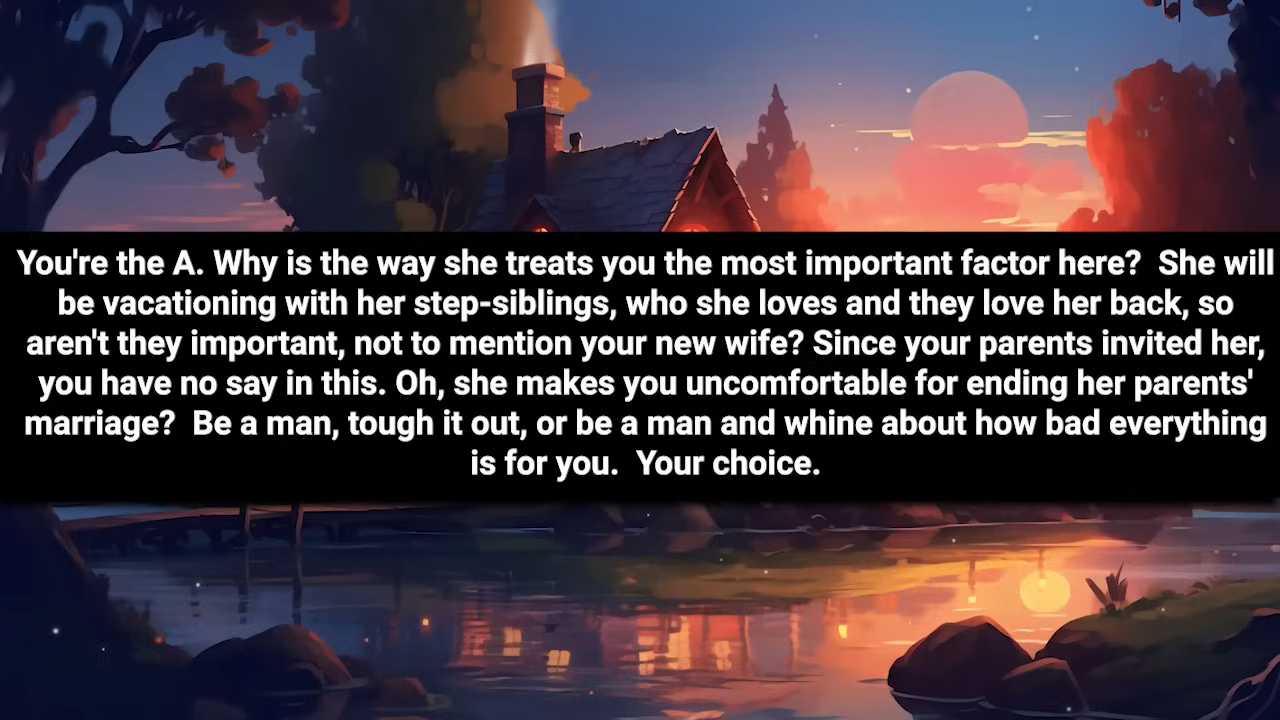 You're the A. Why is the way she treats you the most important factor here?  She will
be vacationing with her step-siblings, who she loves and they love her back, so
aren't they important, not to mention your new wife? Since your parents invited her,
you have no say in this. Oh, she makes you uncomfortable for ending her parents'
marriage?  Be a man, tough it out, or be a man and whine about how bad everything
is for you.  Your choice.